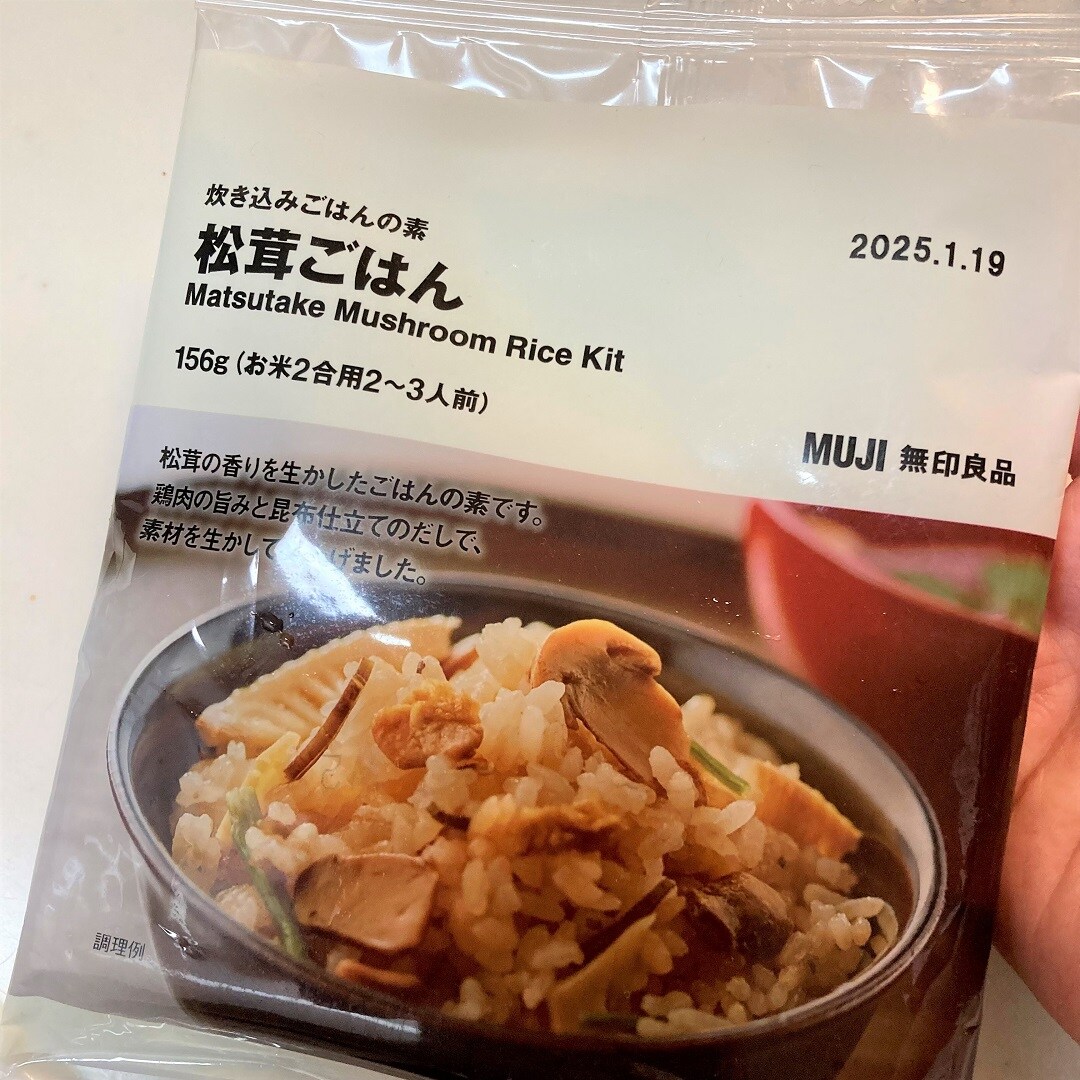 炊き込みごはんの素
松茸ごはん
Matsutake Mushroom Rice Kit
156g (お米2合用2～3人前)
2025.1.19
MUJI 無印良品
松茸の香りを生かしたごはんの素です。
鶏肉の旨みと昆布仕立てのだしで、
素材を生かして げました。
調理例